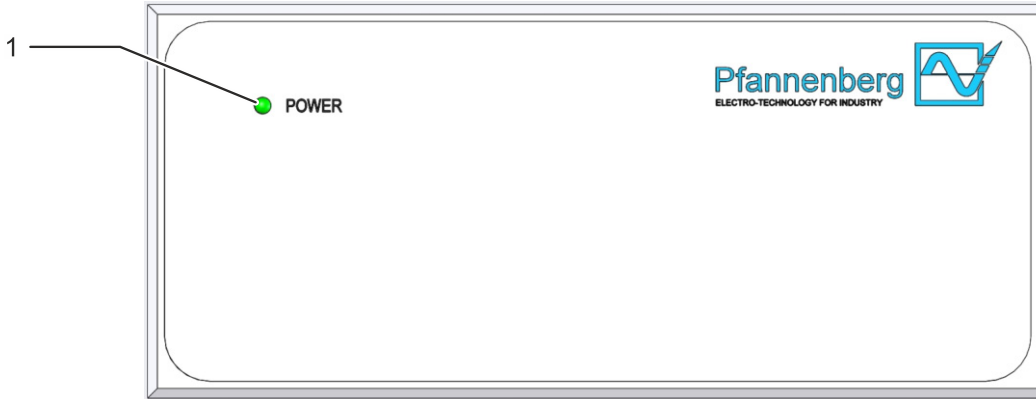 1
POWER
Pfannenberg
ELECTRO-TECHNOLOGY FOR INDUSTRY